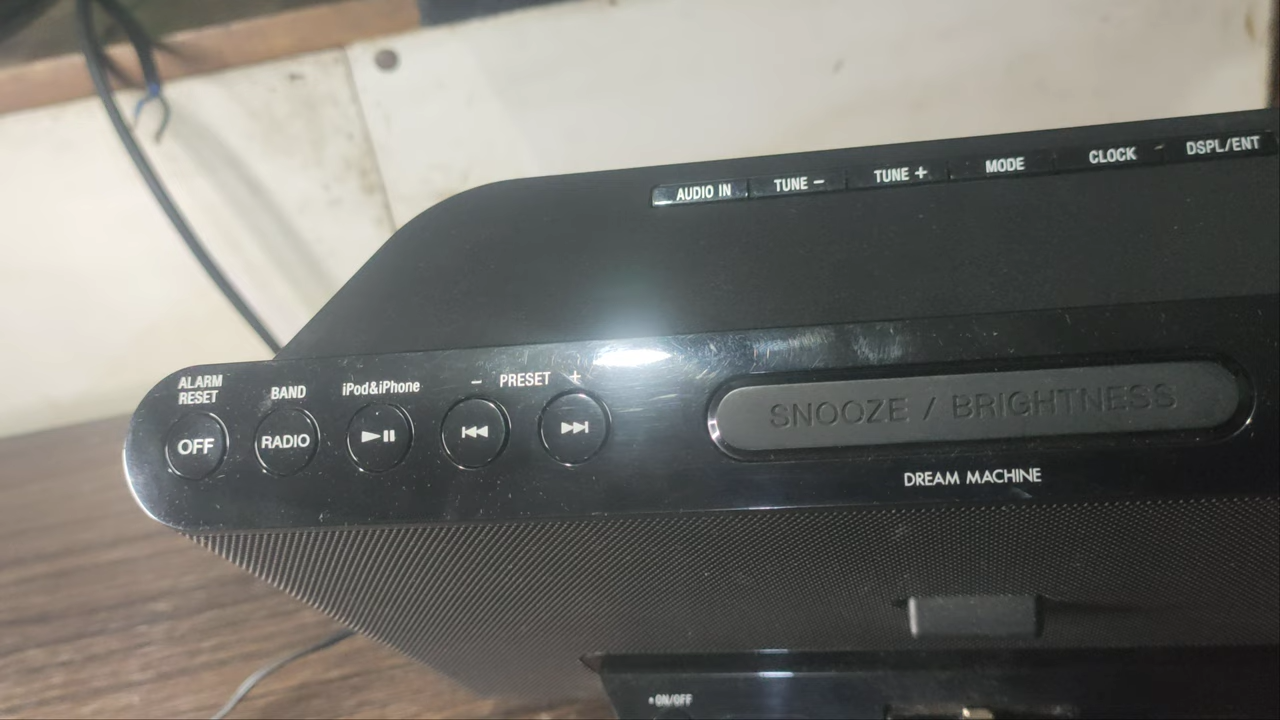 AUDIO IN TUNE – TUNE + MODE CLOCK DSPL/ENT
ALARM RESET BAND iPod&iPhone – PRESET +
OFF RADIO
SNOOZE / BRIGHTNESS
DREAM MACHINE
•ON/OFF